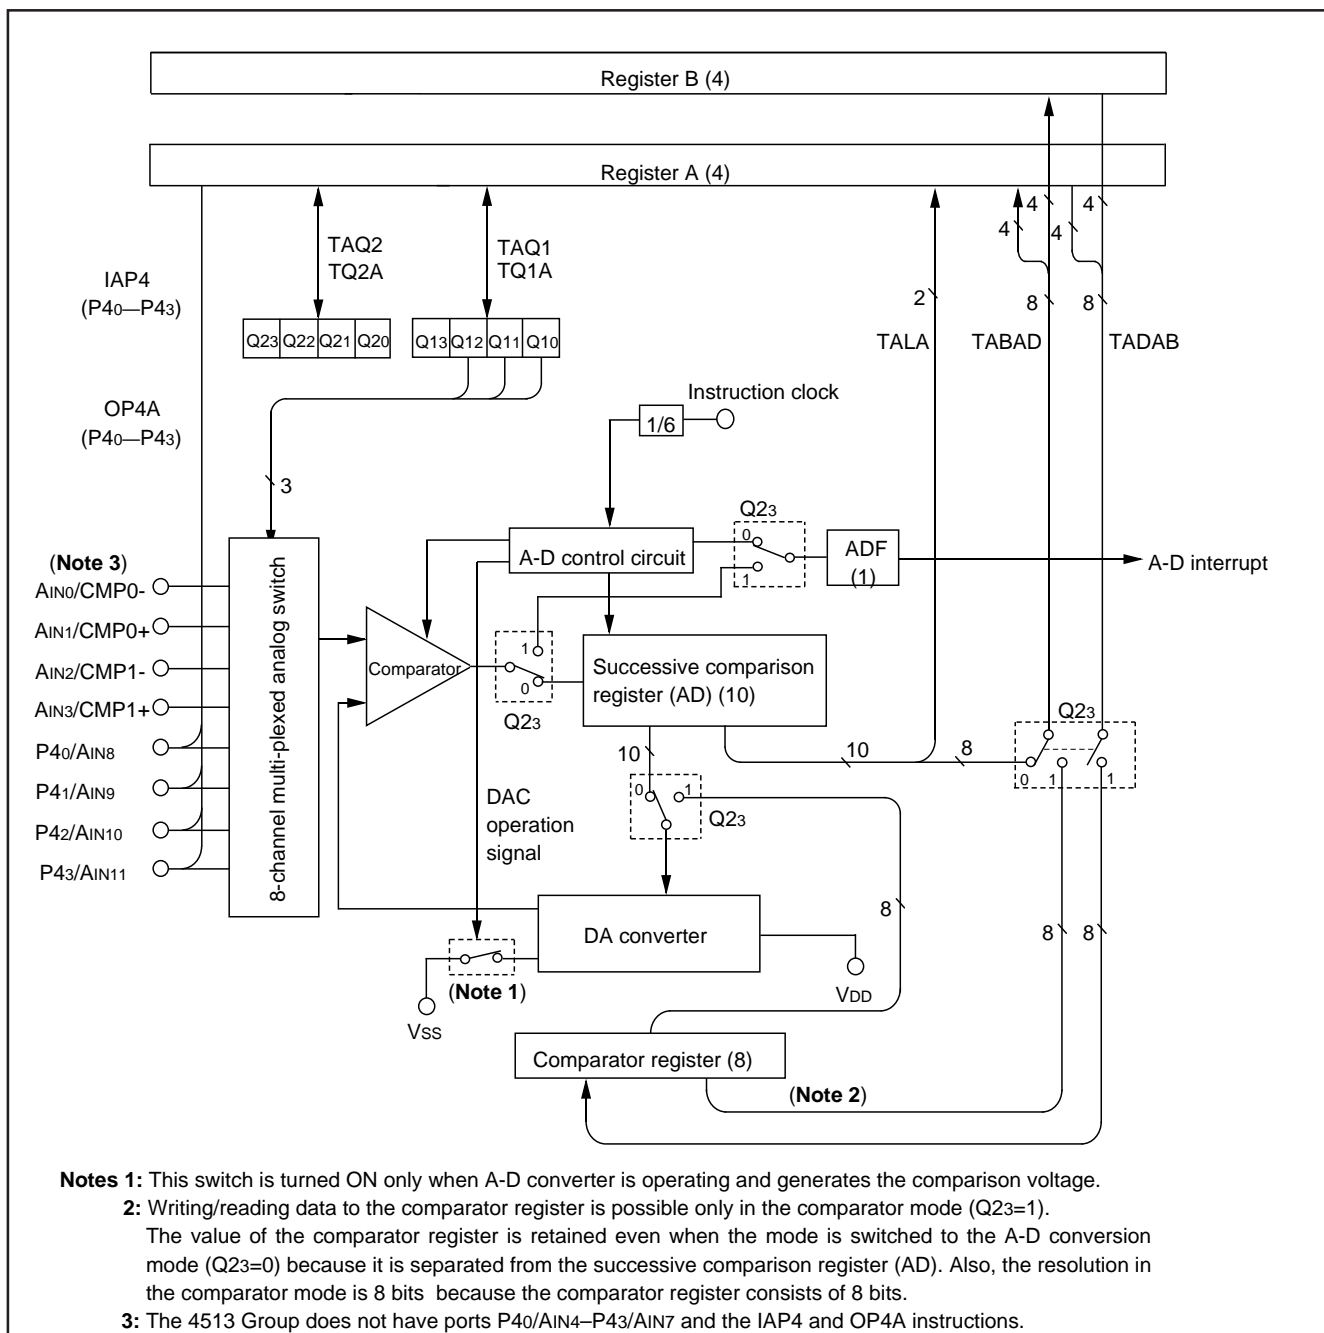 Register B (4)
Register A (4)
TAQ2
TQ2A
TAQ1
TQ1A
4
4
4
4
IAP4
(P40—P43)
2
8
8
Q23 Q22 Q21 Q20
Q13 Q12 Q11 Q10
TALA
TABAD
TADAB
Instruction clock
1/6
OP4A
(P40—P43)
3
Q23
0
1
A-D control circuit
ADF
(1)
A-D interrupt
(Note 3)
AIN0/CMP0-
AIN1/CMP0+
AIN2/CMP1-
AIN3/CMP1+
P40/AIN8
P41/AIN9
P42/AIN10
P43/AIN11
8-channel multi-plexed analog switch
Comparator
1
0
Q23
Successive comparison
register (AD) (10)
Q23
0
1
1
10
10
8
0
1
Q23
DAC
operation
signal
8
8
8
DA converter
(Note 1)
VSS
VDD
Comparator register (8)
(Note 2)
Notes 1: This switch is turned ON only when A-D converter is operating and generates the comparison voltage.
2: Writing/reading data to the comparator register is possible only in the comparator mode (Q23=1).
The value of the comparator register is retained even when the mode is switched to the A-D conversion
mode (Q23=0) because it is separated from the successive comparison register (AD). Also, the resolution in
the comparator mode is 8 bits because the comparator register consists of 8 bits.
3: The 4513 Group does not have ports P40/AIN4–P43/AIN7 and the IAP4 and OP4A instructions.